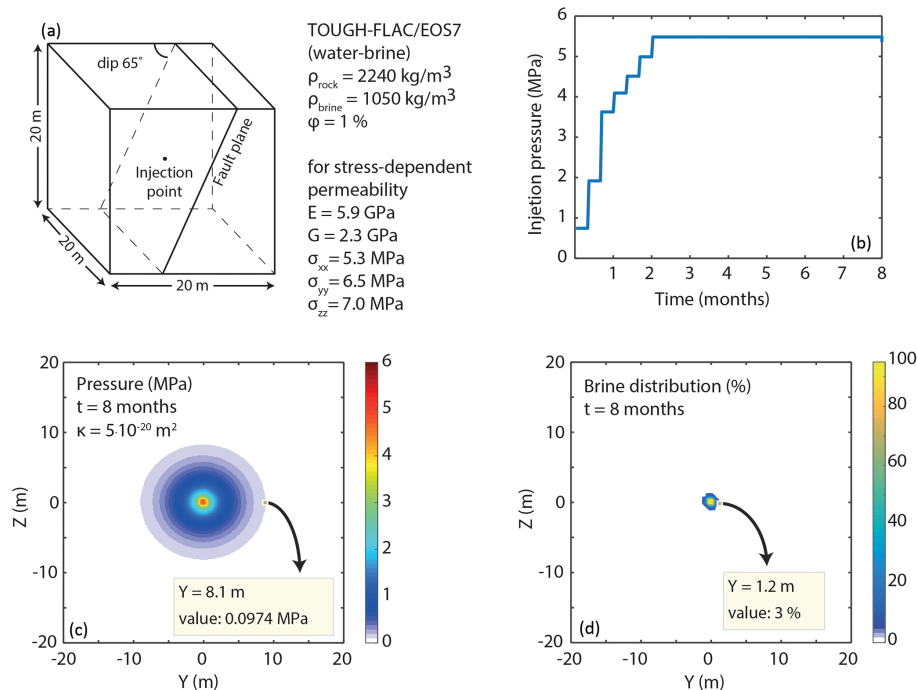 (a)
dip 65°
20 m
Injection
point
Fault plane
20 m
20 m
TOUGH-FLAC/EOS7
(water-brine)
ρrock = 2240 kg/m3
ρbrine = 1050 kg/m3
φ = 1 %
for stress-dependent
permeability
E = 5.9 GPa
G = 2.3 GPa
σxx= 5.3 MPa
σyy= 6.5 MPa
σzz= 7.0 MPa
Injetion pressure (MPa)
6
5
4
3
2
1
0
(b)
1 2 3 4 5 6 7 8
Time (months)
Z (m)
20
10
0
-10
-20
Pressure (MPa)
t = 8 months
κ = 5·10-20 m2
Y = 8.1 m
value: 0.0974 MPa
(c)
-20 -10 0 10 20
Y (m)
6
5
4
3
2
1
0
Z (m)
20
10
0
-10
-20
Brine distribution (%)
t = 8 months
Y = 1.2 m
value: 3 %
(d)
-20 -10 0 10 20
Y (m)
100
80
60
40
20
0